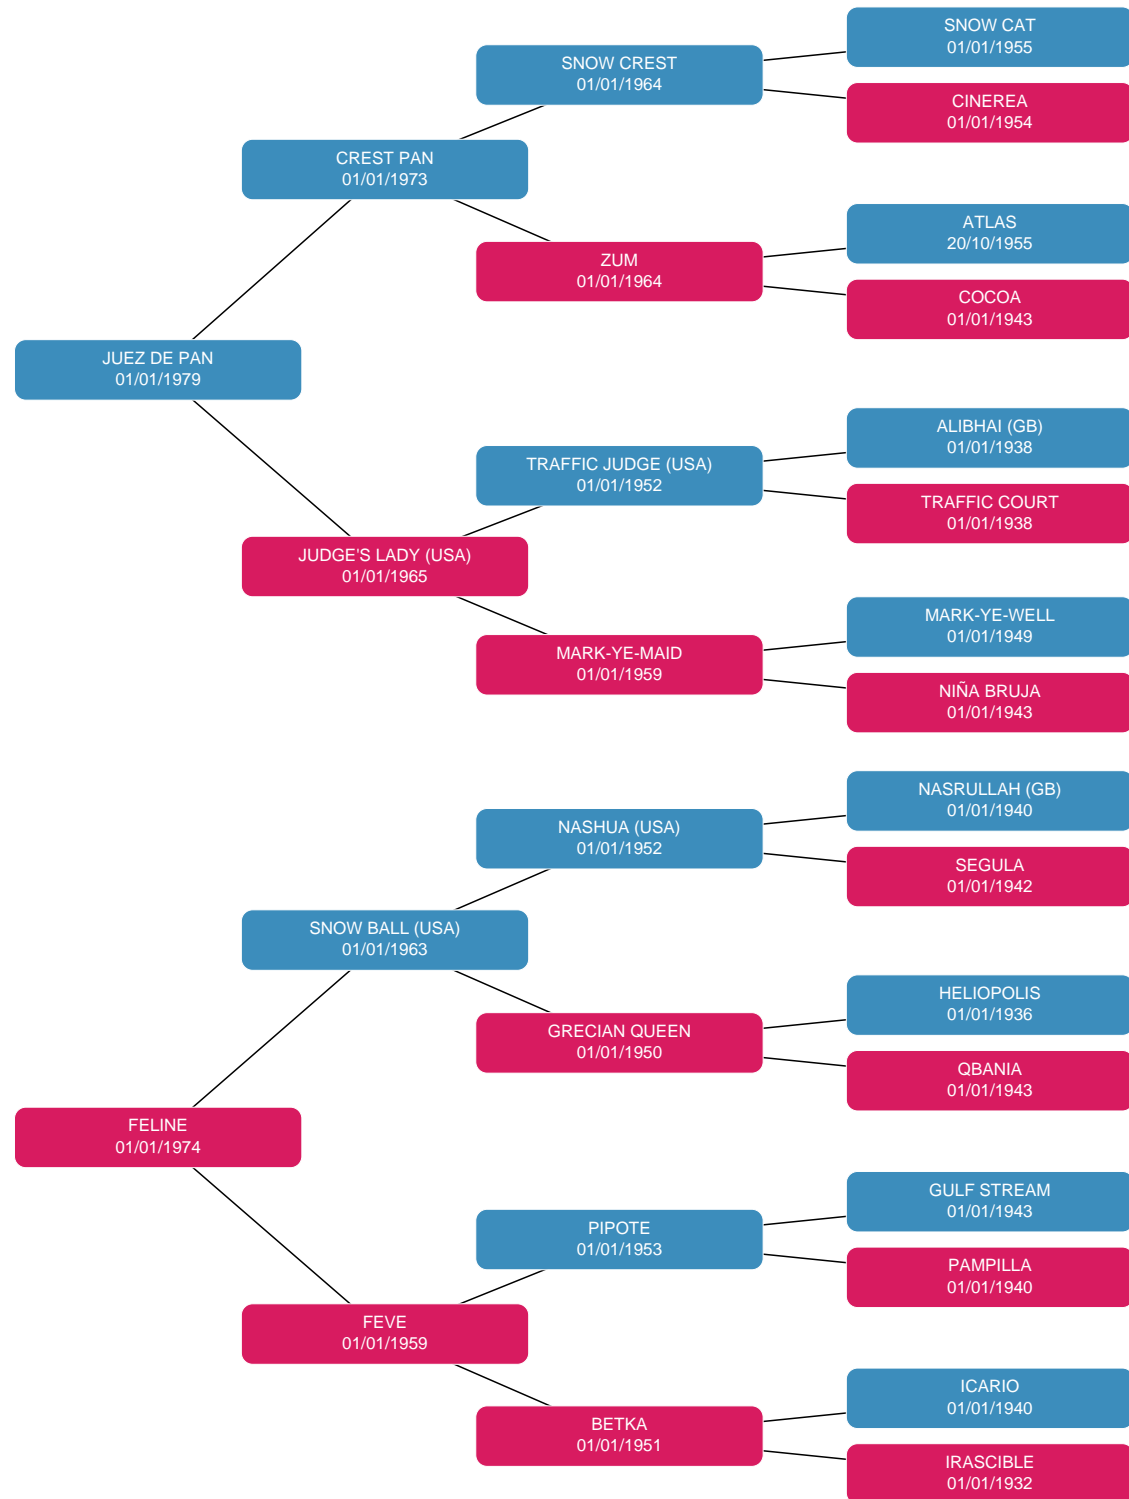 SNOW CAT
01/01/1955
SNOW CREST
01/01/1964
CINEREA
01/01/1954
CREST PAN
01/01/1973
ATLAS
20/10/1955
ZUM
01/01/1964
COCOA
01/01/1943
JUEZ DE PAN
01/01/1979
ALIBHAI (GB)
01/01/1938
TRAFFIC JUDGE (USA)
01/01/1952
TRAFFIC COURT
01/01/1938
JUDGE'S LADY (USA)
01/01/1965
MARK-YE-WELL
01/01/1949
MARK-YE-MAID
01/01/1959
NIÑA BRUJA
01/01/1943
NASRULLAH (GB)
01/01/1940
NASHUA (USA)
01/01/1952
SEGULA
01/01/1942
SNOW BALL (USA)
01/01/1963
HELIOPOLIS
01/01/1936
GRECIAN QUEEN
01/01/1950
QBANIA
01/01/1943
FELINE
01/01/1974
GULF STREAM
01/01/1943
PIPOTE
01/01/1953
PAMPILLA
01/01/1940
FEVE
01/01/1959
ICARIO
01/01/1940
BETKA
01/01/1951
IRASCIBLE
01/01/1932